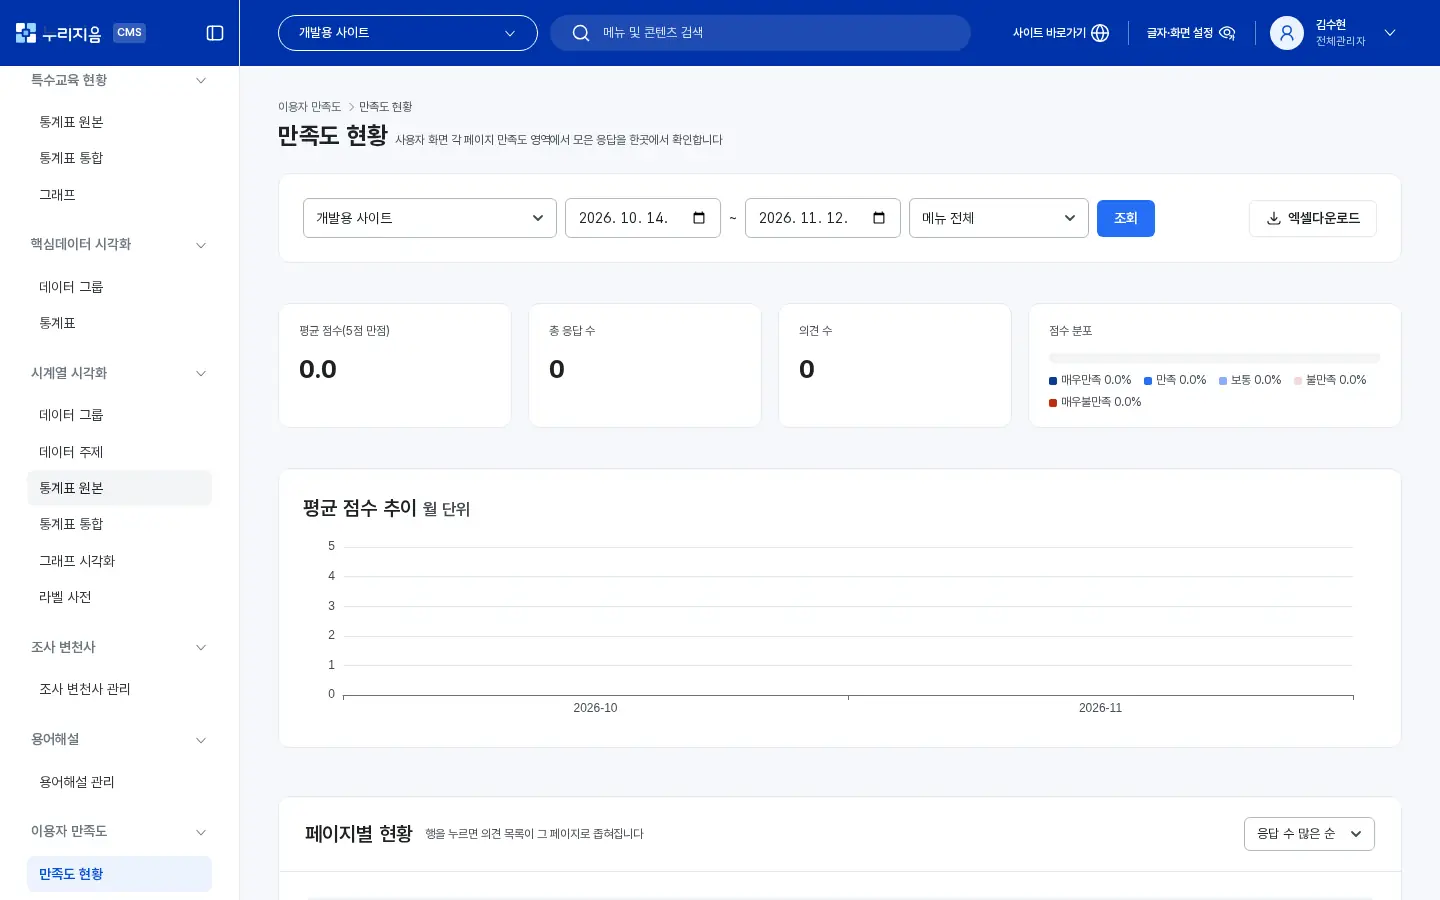 누리지음 CMS
개발용 사이트
메뉴 및 콘텐츠 검색
사이트 바로가기
글자·화면 설정
김수현
전체관리자
특수교육 현황
통계표 원본
통계표 통합
그래프
핵심데이터 시각화
데이터 그룹
통계표
시계열 시각화
데이터 그룹
데이터 주제
통계표 원본
통계표 통합
그래프 시각화
라벨 사전
조사 변천사
조사 변천사 관리
용어해설
용어해설 관리
이용자 만족도
만족도 현황
이용자 만족도 > 만족도 현황
만족도 현황 사용자 화면 각 페이지 만족도 영역에서 모은 응답을 한곳에서 확인합니다
개발용 사이트 2026. 10. 14. ~ 2026. 11. 12. 메뉴 전체 조회 엑셀다운로드
평균 점수(5점 만점)
0.0
총 응답 수
0
의견 수
0
점수 분포
매우만족 0.0% 만족 0.0% 보통 0.0% 불만족 0.0%
매우불만족 0.0%
평균 점수 추이 월 단위
5
4
3
2
1
0
2026-10 2026-11
페이지별 현황 행을 누르면 의견 목록이 그 페이지로 좁혀집니다
응답 수 많은 순